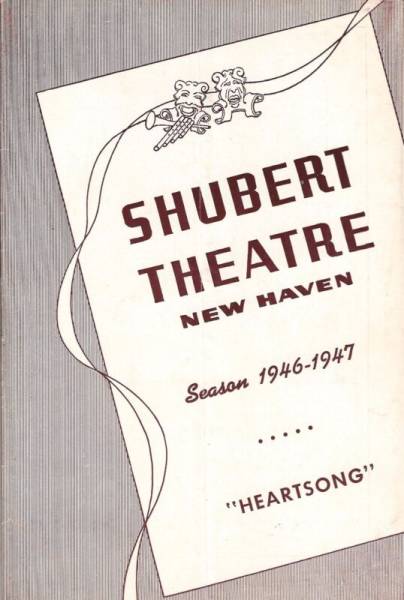 SHUBERT
THEATRE
NEW HAVEN
Season 1946-1947
.....
"HEARTSONG"